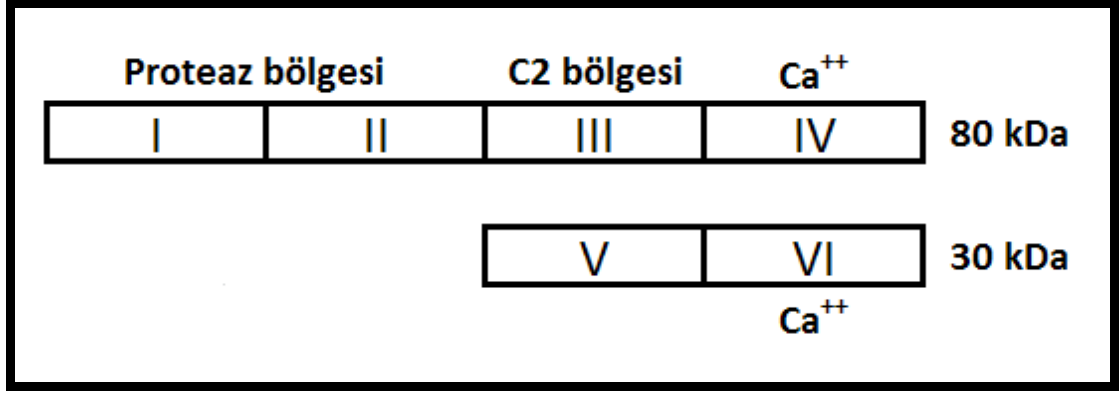 Proteaz bölgesi C2 bölgesi Ca⁺⁺
I II III IV 80 kDa
V VI 30 kDa
Ca⁺⁺